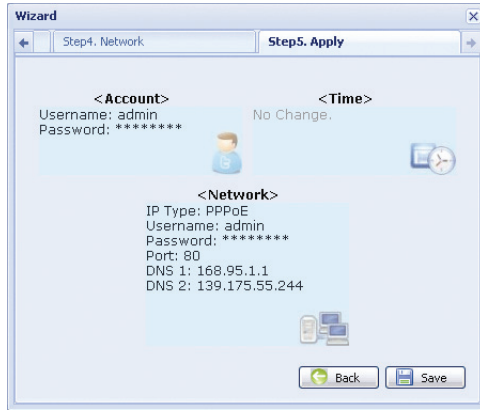 Wizard
Step4. Network
Step5. Apply
<Account>
Username: admin
Password: ********
<Time>
No Change.
<Network>
IP Type: PPPoE
Username: admin
Password: ********
Port: 80
DNS 1: 168.95.1.1
DNS 2: 139.175.55.244
Back
Save